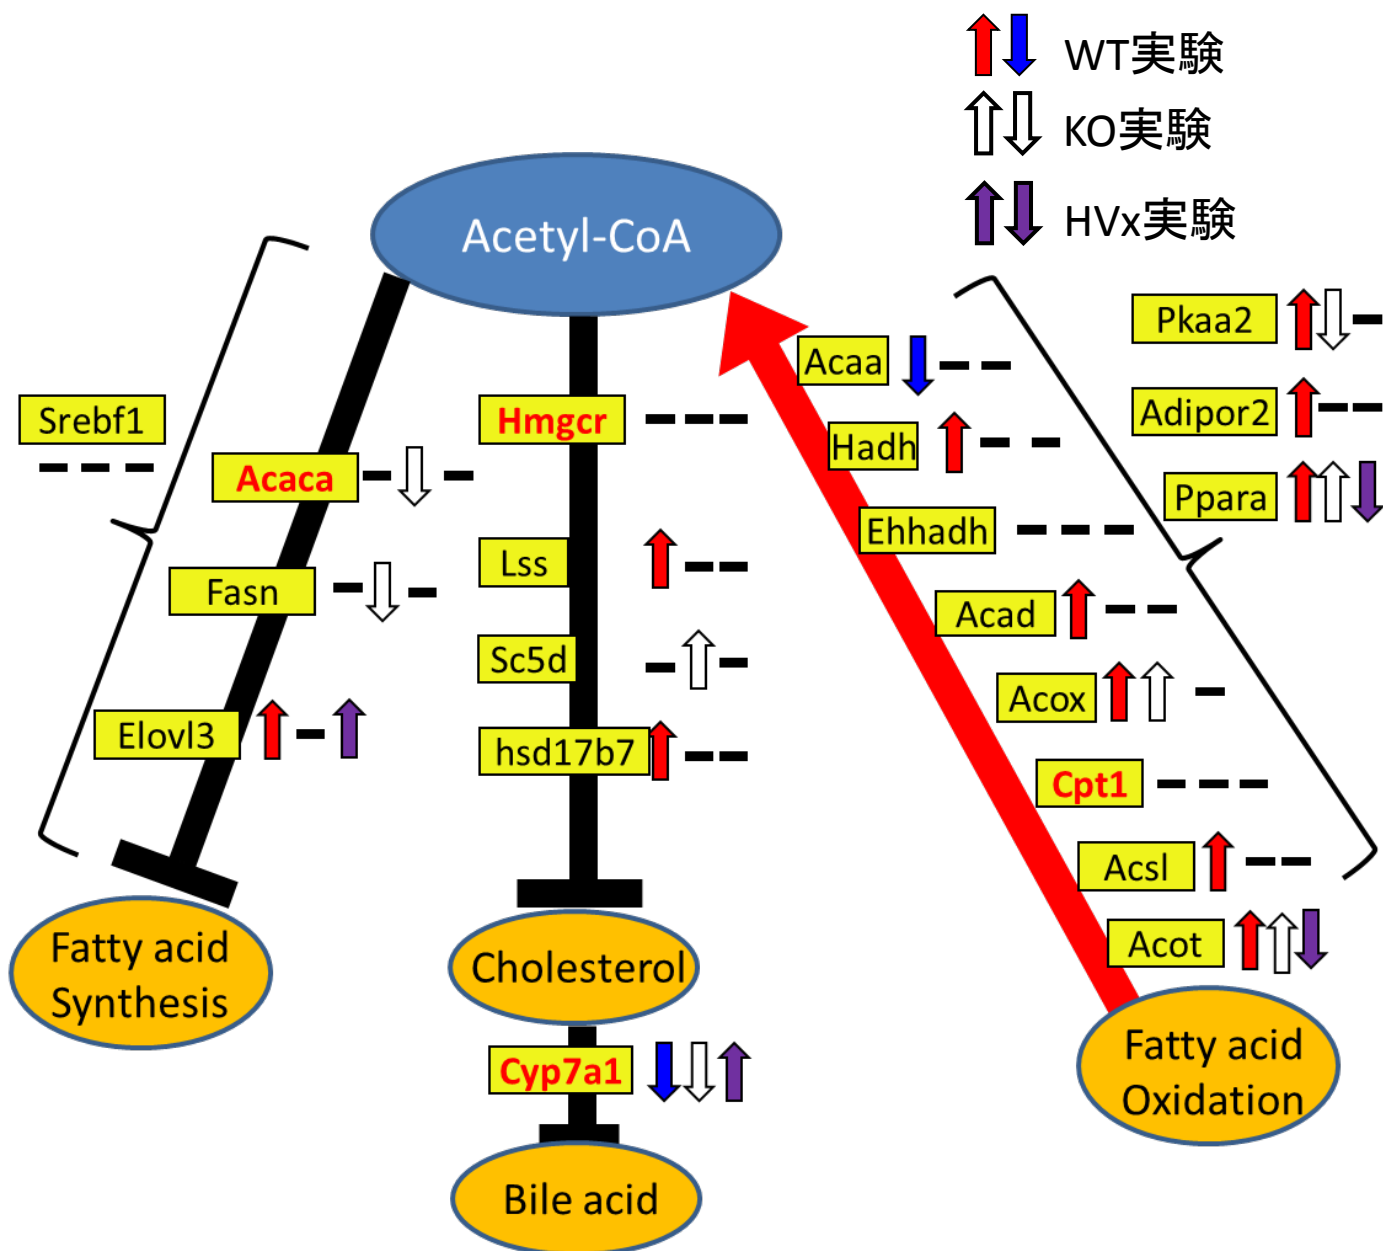 WT実験
KO実験
HVx実験
Acetyl-CoA
Srebf1
Acaca
Fasn
Elovl3
Fatty acid
Synthesis
Hmgcr
Lss
Sc5d
hsd17b7
Cholesterol
Cyp7a1
Bile acid
Acaa
Hadh
Ehhadh
Acad
Acox
Cpt1
Acsl
Acot
Fatty acid
Oxidation
Pkaa2
Adipor2
Ppara